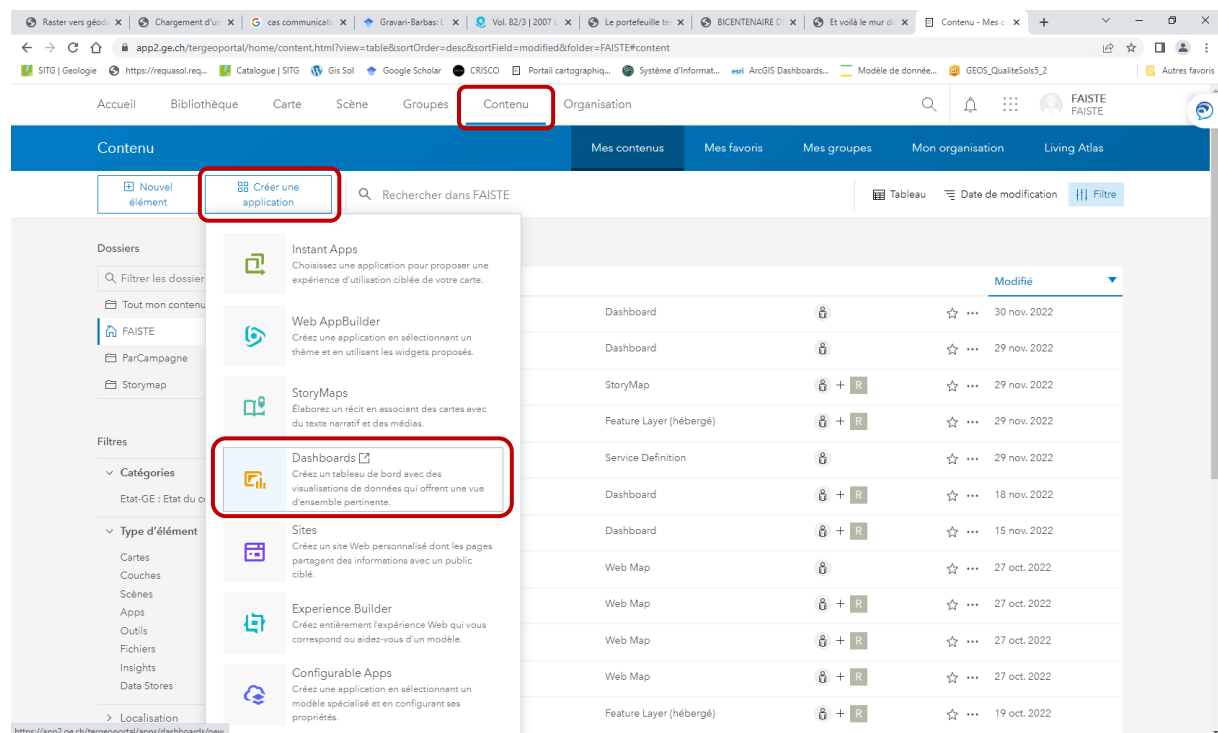 Raster vers géod
Chargement d'un
cas communicatio
Gravari-Barbas: L
Vol. 82/3 | 2007 L
Le portefeuille te
BICENTENAIRE D
Et voilà le mur du
Contenu - Mes co
app2.ge.ch/tergeoportal/home/content.html?view=table&sortOrder=desc&sortField=modified&folder=FAISTE#content
SITG | Geologie
https://requasol.req...
Catalogue | SITG
Gis Sol
Google Scholar
CRISCO
Portail cartographiq...
Système d'Informat...
esri ArcGIS Dashboards...
Modèle de donnée...
GEOS_QualiteSols5_2
Autres favoris
Accueil
Bibliothèque
Carte
Scène
Groupes
Contenu
Organisation
FAISTE
FAISTE
Contenu
Mes contenus
Mes favoris
Mes groupes
Mon organisation
Living Atlas
Nouvel
élément
Créer une
application
Rechercher dans FAISTE
Tableau
Date de modification
Filtre
Dossiers
Filtrer les dossier
Tout mon contenu
FAISTE
ParCampagne
Storymap
Filtres
Catégories
Etat-GE : Etat du c
Type d'élément
Cartes
Couches
Scènes
Apps
Outils
Fichiers
Insights
Data Stores
Localisation
Instant Apps
Choisissez une application pour proposer une
expérience d'utilisation ciblée de votre carte.
Web AppBuilder
Créez une application en sélectionnant un
thème et en utilisant les widgets proposés.
StoryMaps
Élaborez un récit en associant des cartes avec
du texte narratif et des médias.
Dashboards
Créez un tableau de bord avec des
visualisations de données qui offrent une vue
d'ensemble pertinente.
Sites
Créez un site Web personnalisé dont les pages
partagent des informations avec un public
ciblé.
Experience Builder
Créez entièrement l'expérience Web qui vous
correspond ou aidez-vous d'un modèle.
Configurable Apps
Créez une application en sélectionnant un
modèle spécialisé et en configurant ses
propriétés.
Modifié
Dashboard 30 nov. 2022
Dashboard 29 nov. 2022
StoryMap + R 29 nov. 2022
Feature Layer (hébergé) + R 29 nov. 2022
Service Definition 29 nov. 2022
Dashboard + R 18 nov. 2022
Dashboard + R 15 nov. 2022
Web Map 27 oct. 2022
Web Map + R 27 oct. 2022
Web Map + R 27 oct. 2022
Web Map + R 27 oct. 2022
Feature Layer (hébergé) + R 19 oct. 2022
https://app2.ge.ch/tergeoportal/apps/dashboards/new